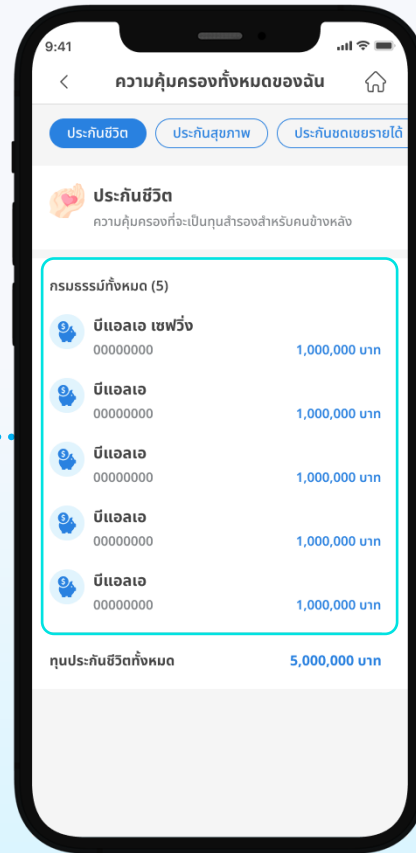 9:41
ความคุ้มครองทั้งหมดของฉัน
ประกันชีวิต ประกันสุขภาพ ประกันชดเชยรายได้
ประกันชีวิต
ความคุ้มครองที่จะเป็นทุนสำรองสำหรับคนข้างหลัง
กรมธรรม์ทั้งหมด (5)
บีแอลเอ เซฟวิ่ง
00000000 1,000,000 บาท
บีแอลเอ
00000000 1,000,000 บาท
บีแอลเอ
00000000 1,000,000 บาท
บีแอลเอ
00000000 1,000,000 บาท
บีแอลเอ
00000000 1,000,000 บาท
ทุนประกันชีวิตทั้งหมด 5,000,000 บาท